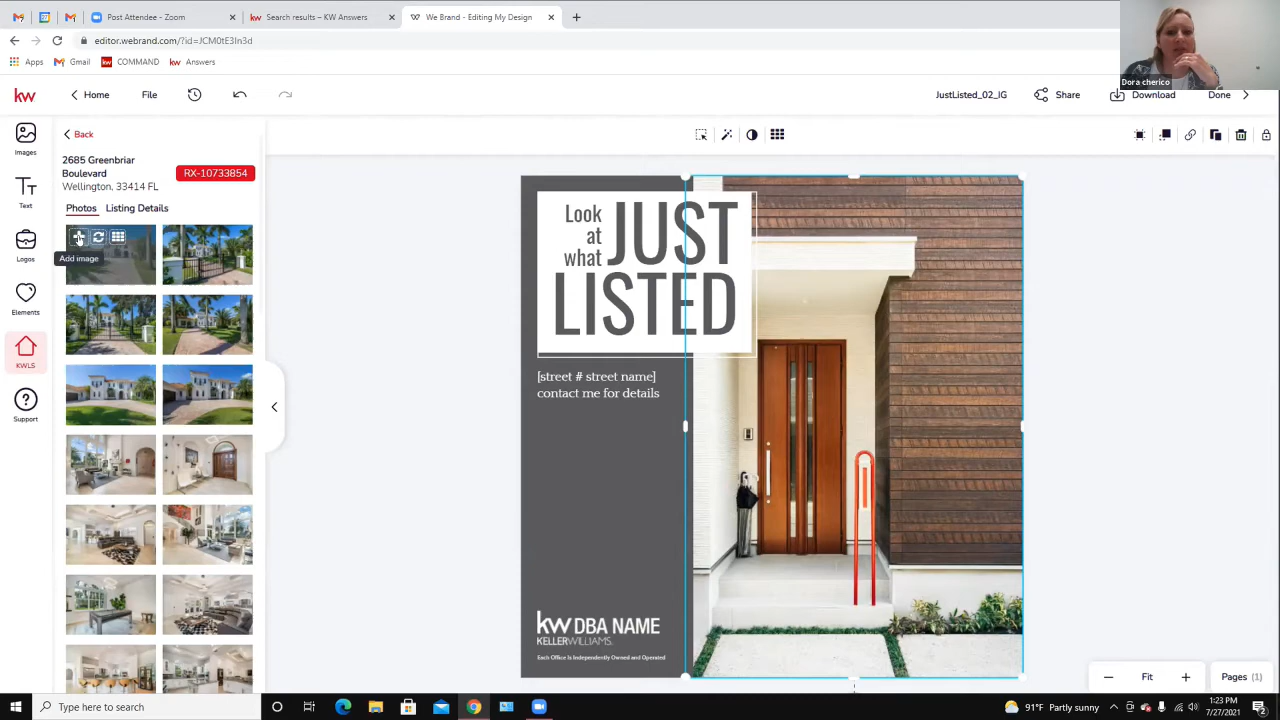 Post Attendee
Search results – KW Answers
We Brand - Editing My Design
editor.webrand.com/?id=JCM0tE3In3d
Apps
Gmail
COMMAND
Answers
Dora cherico
kw
Home
File
JustListed_02_IG
Share
Download
Done
Images
Text
Logos
Elements
KWLS
Support
Back
2685 Greenbriar
Boulevard
Wellington, 33414 FL
RX-10733854
Photos
Listing Details
Add image
Look
at
what
JUST
LISTED
[street # street name]
contact me for details
kw DBA NAME
KELLERWILLIAMS.
Each Office Is Independently Owned and Operated
Fit
Pages (1)
Type here to search
91°F Partly sunny
1:23 PM
7/27/2021
2